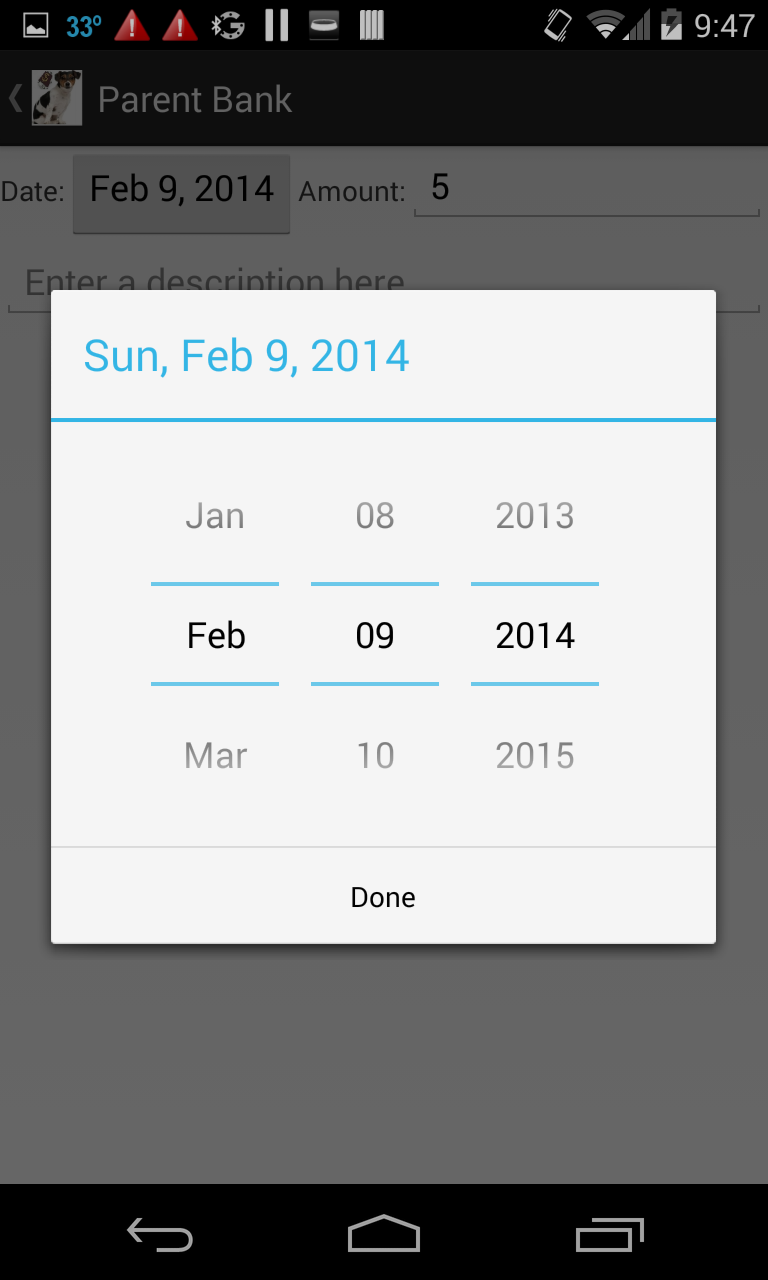 33º 9:47
Parent Bank
Date: Feb 9, 2014 Amount: 5
Enter a description here
Sun, Feb 9, 2014
Jan 08 2013
Feb 09 2014
Mar 10 2015
Done